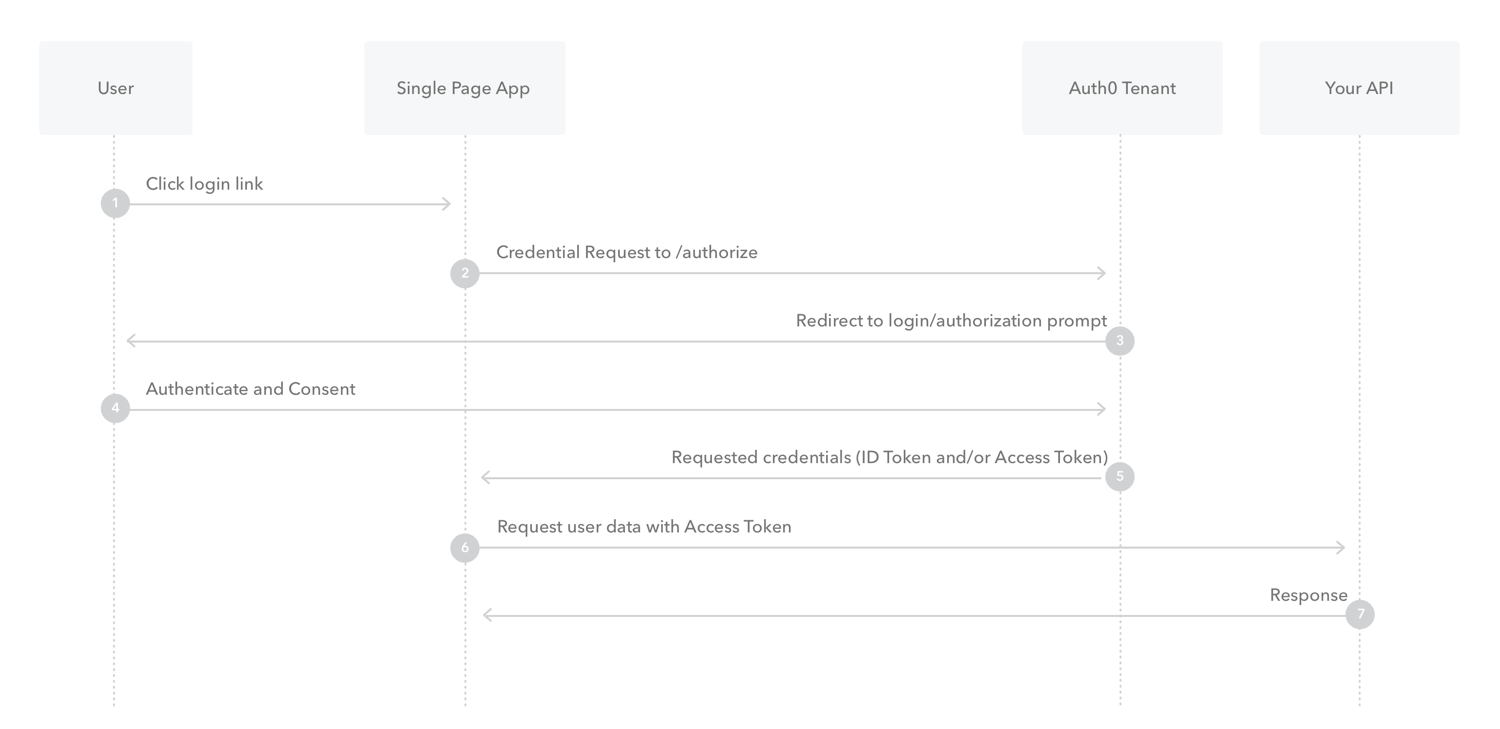 User
Single Page App
Auth0 Tenant
Your API
Click login link
1
Credential Request to /authorize
2
Redirect to login/authorization prompt
3
Authenticate and Consent
4
Requested credentials (ID Token and/or Access Token)
5
Request user data with Access Token
6
Response
7